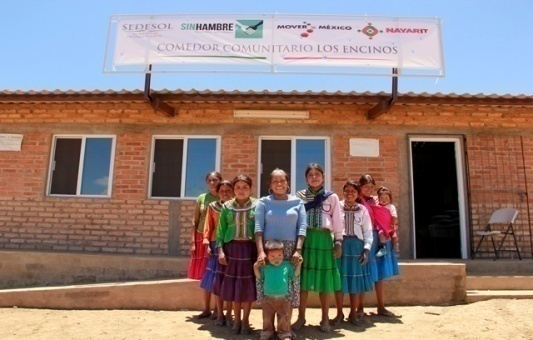 SEDESOL SINHAMBRE MOVER A MÉXICO NAYARIT
COMEDOR COMUNITARIO LOS ENCINOS